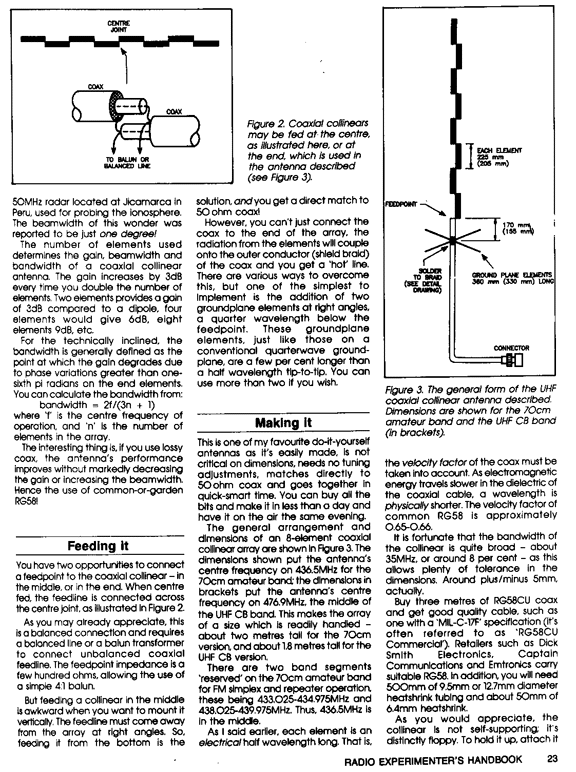 CENTRE
JOINT
COAX
COAX
TO BALUN OR
BALANCED LINE
Figure 2. Coaxial collinears
may be fed at the centre,
as illustrated here, or at
the end, which is used in
the antenna described
(see Figure 3).
50MHz radar located at Jicamarca in
Peru, used for probing the ionosphere.
The beamwidth of this wonder was
reported to be just one degree!
The number of elements used
determines the gain, beamwidth and
bandwidth of a coaxial collinear
antenna. The gain increases by 3dB
every time you double the number of
elements. Two elements provides a gain
of 3dB compared to a dipole, four
elements would give 6dB, eight
elements 9dB, etc.
For the technically inclined, the
bandwidth is generally defined as the
point at which the gain degrades due
to phase variations greater than one-
sixth pi radians on the end elements.
You can calculate the bandwidth from:
bandwidth = 2f/(3n + 1)
where 'f' is the centre frequency of
operation, and 'n' is the number of
elements in the array.
The interesting thing is, if you use lossy
coax, the antenna's performance
improves without markedly decreasing
the gain or increasing the beamwidth.
Hence the use of common-or-garden
RG58!
Feeding it
You have two opportunities to connect
a feedpoint to the coaxial collinear – in
the middle, or in the end. When centre
fed, the feedline is connected across
the centre joint, as illustrated in Figure 2.
As you may already appreciate, this
is a balanced connection and requires
a balanced line or a balun transformer
to connect unbalanced coaxial
feedline. The feedpoint impedance is a
few hundred ohms, allowing the use of
a simple 4:1 balun.
But feeding a collinear in the middle
is awkward when you want to mount it
vertically. The feedline must come away
from the array at right angles. So,
feeding it from the bottom is the
solution, and you get a direct match to
50 ohm coax!
However, you can't just connect the
coax to the end of the array, the
radiation from the elements will couple
onto the outer conductor (shield braid)
of the coax and you get a 'hot' line.
There are various ways to overcome
this, but one of the simplest to
implement is the addition of two
groundplane elements at right angles,
a quarter wavelength below the
feedpoint. These groundplane
elements, just like those on a
conventional quarterwave ground-
plane, are a few per cent longer than
a half wavelength tip-to-tip. You can
use more than two if you wish.
Making it
This is one of my favourite do-it-yourself
antennas as it's easily made, is not
critical on dimensions, needs no tuning
adjustments, matches directly to
50ohm coax and goes together in
quick-smart time. You can buy all the
bits and make it in less than a day and
have it on the air the same evening.
The general arrangement and
dimensions of an 8-element coaxial
collinear array are shown in Figure 3. The
dimensions shown put the antenna's
centre frequency on 436.5MHz for the
70cm amateur band; the dimensions in
brackets put the antenna's centre
frequency on 476.9MHz, the middle of
the UHF CB band. This makes the array
of a size which is readily handled –
about two metres tall for the 70cm
version, and about 1.8 metres tall for the
UHF CB version.
There are two band segments
'reserved' on the 70cm amateur band
for FM simplex and repeater operation,
these being 433.025-434.975MHz and
438.025-439.975MHz. Thus, 436.5MHz is
in the middle.
As I said earlier, each element is an
electrical half wavelength long. That is,
EACH ELEMENT
225 mm
(205 mm)
FEEDPOINT
170 mm
(155 mm)
SOLDER
TO BRAID
(SEE DETAIL
DRAWING)
GROUND PLANE ELEMENTS
360 mm (330 mm) LONG
CONNECTOR
Figure 3. The general form of the UHF
coaxial collinear antenna described.
Dimensions are shown for the 70cm
amateur band and the UHF CB band
(in brackets).
the velocity factor of the coax must be
taken into account. As electromagnetic
energy travels slower in the dielectric of
the coaxial cable, a wavelength is
physically shorter. The velocity factor of
common RG58 is approximately
0.65-0.66.
It is fortunate that the bandwidth of
the collinear is quite broad – about
35MHz, or around 8 per cent – as this
allows plenty of tolerance in the
dimensions. Around plus/minus 5mm,
actually.
Buy three metres of RG58CU coax
and get good quality cable, such as
one with a 'MIL-C-17F' specification (it's
often referred to as 'RG58CU
Commercial'). Retailers such as Dick
Smith Electronics, Captain
Communications and Emtronics carry
suitable RG58. In addition, you will need
500mm of 9.5mm or 12.7mm diameter
heatshrink tubing and about 50mm of
6.4mm heatshrink.
As you would appreciate, the
collinear is not self-supporting; it's
distinctly floppy. To hold it up, attach it
RADIO EXPERIMENTER'S HANDBOOK 23